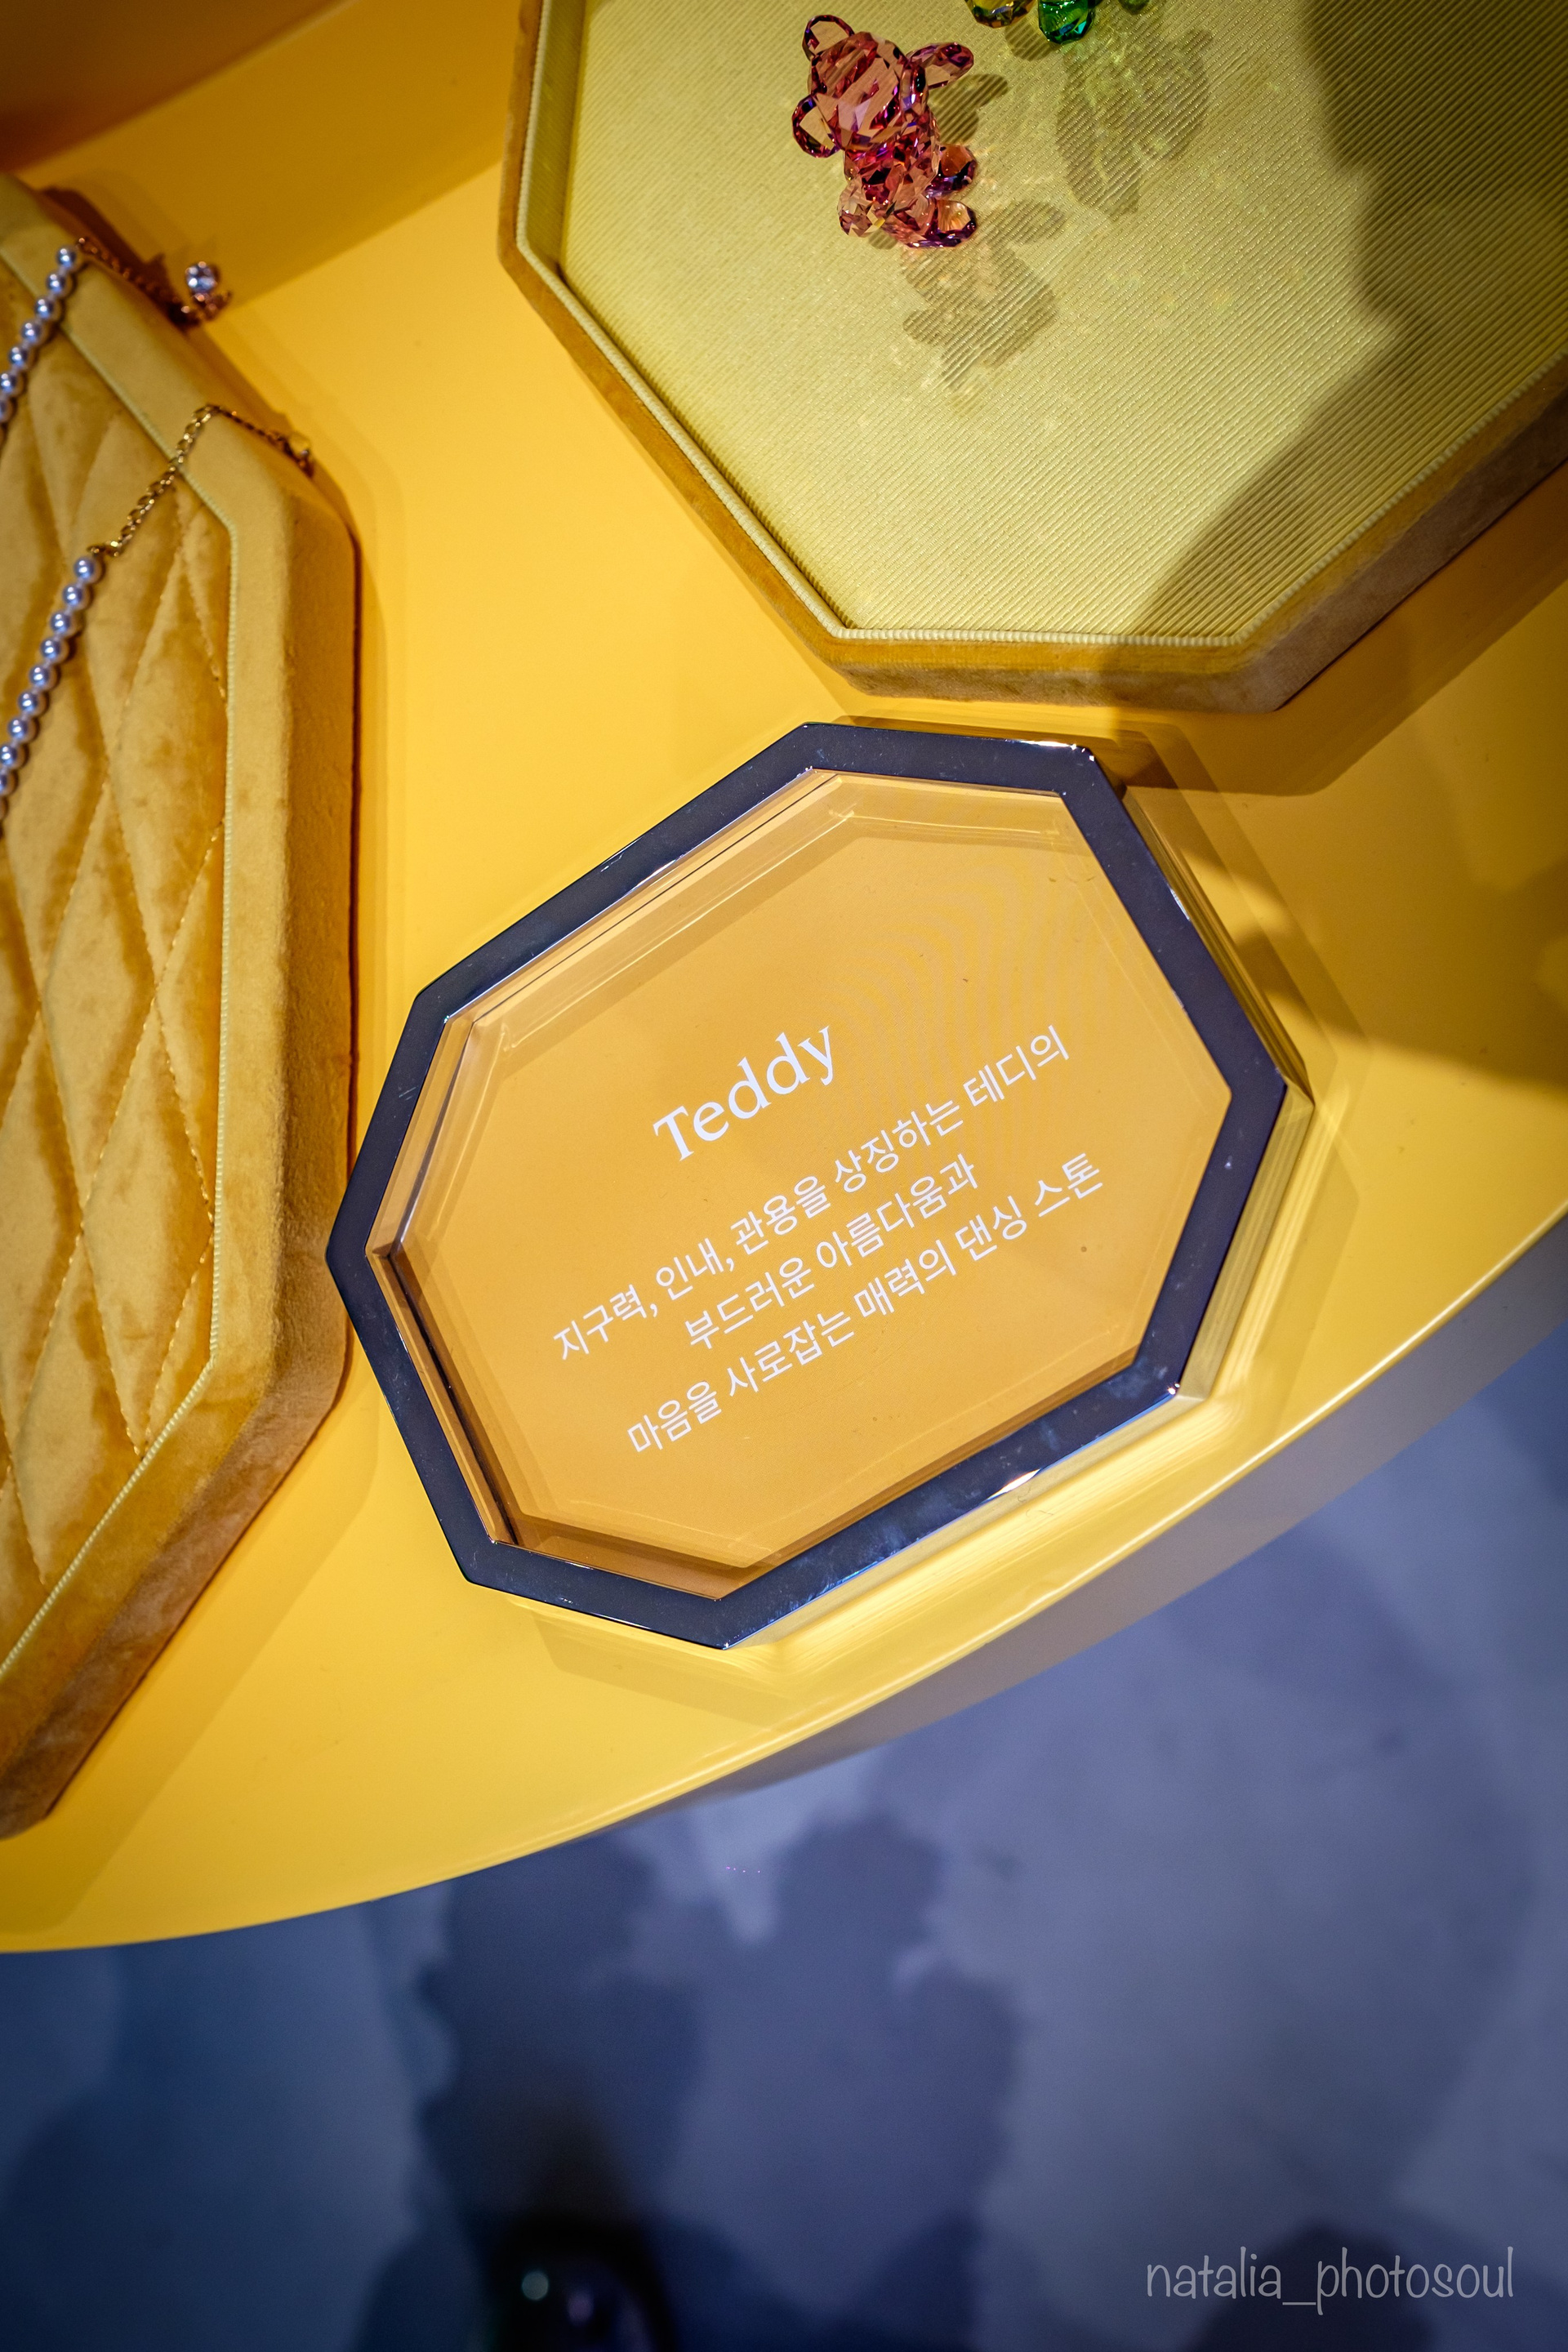 Teddy
지구력, 인내, 관용을 상징하는 테디의
부드러운 아름다움과
마음을 사로잡는 매력의 댄싱 스톤
natalia_photosoul